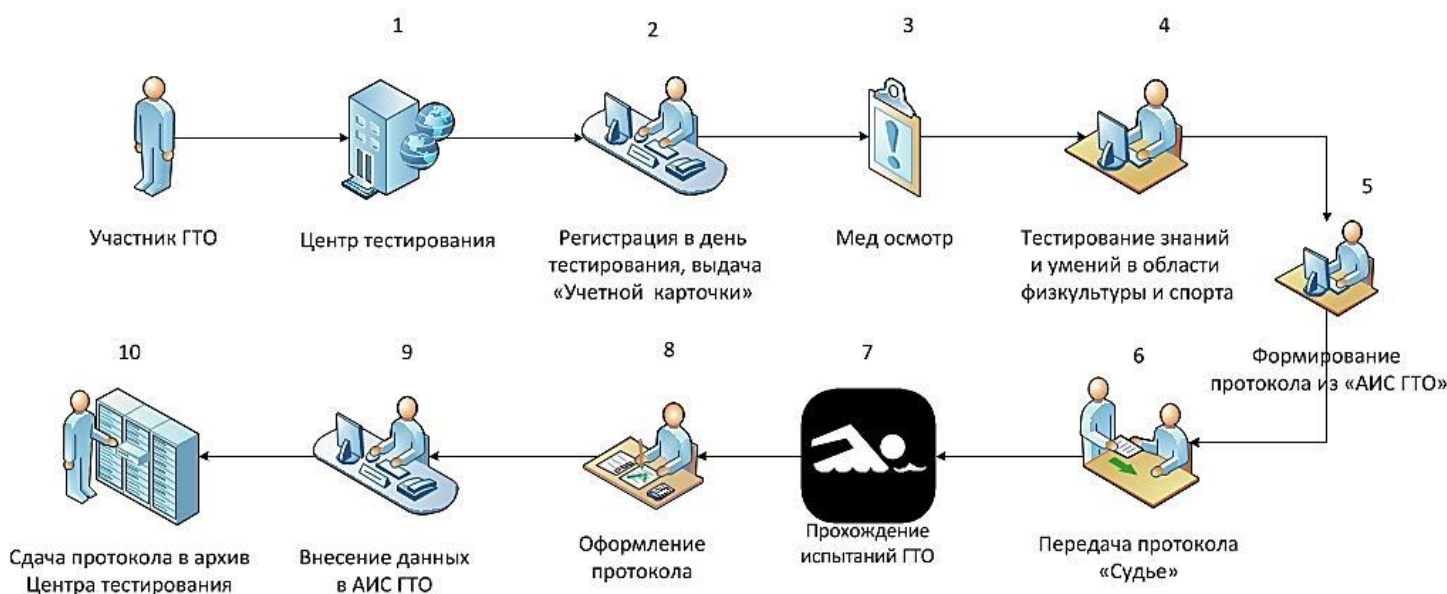 1
2
3
4
Участник ГТО
Центр тестирования
Регистрация в день
тестирования, выдача
«Учетной карточки»
Мед осмотр
Тестирование знаний
и умений в области
физкультуры и спорта
5
Формирование
протокола из «АИС ГТО»
10
9
8
7
6
Сдача протокола в архив
Центра тестирования
Внесение данных
в АИС ГТО
Оформление
протокола
Прохождение
испытаний ГТО
Передача протокола
«Судье»